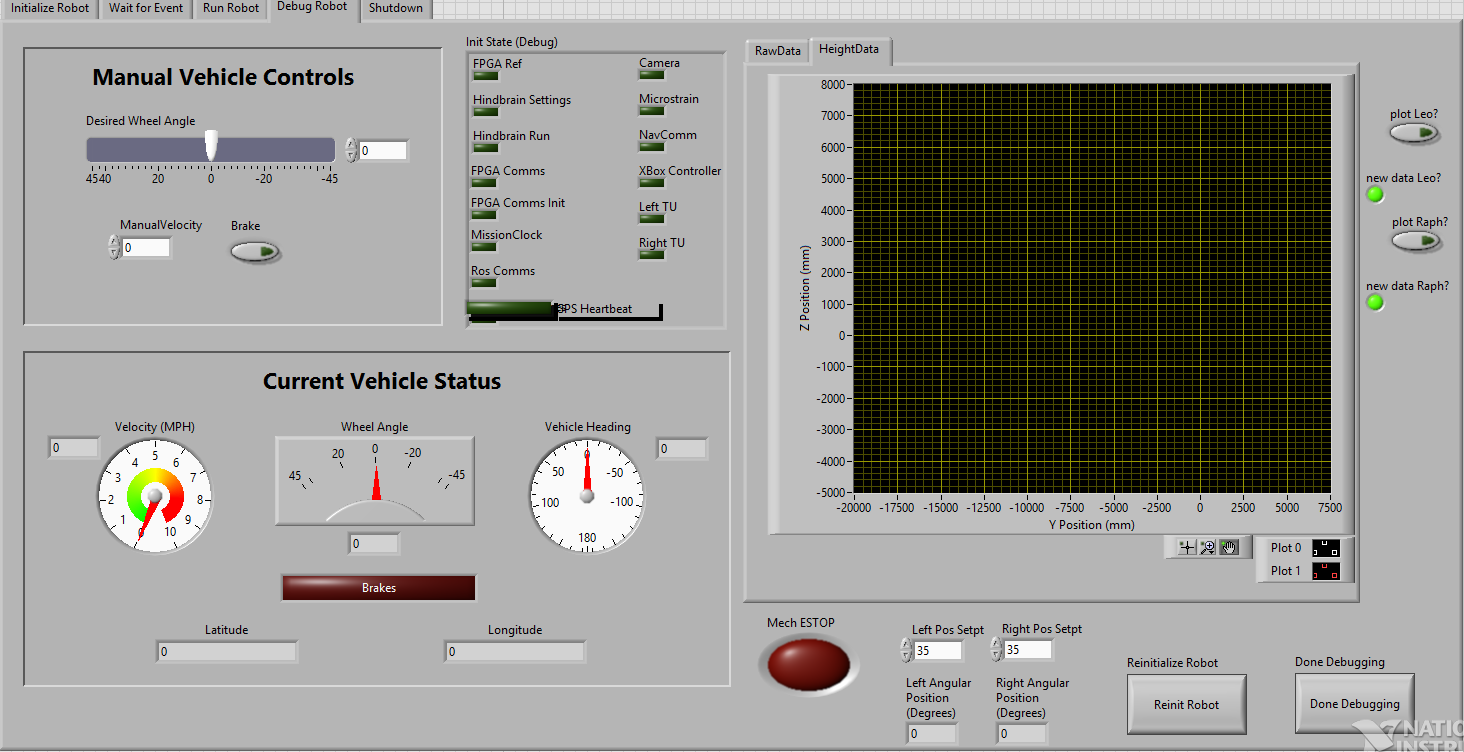 Initialize Robot
Wait for Event
Run Robot
Debug Robot
Shutdown
Manual Vehicle Controls
Desired Wheel Angle
0
4540 20 0 -20 -45
ManualVelocity
0
Brake
Init State (Debug)
FPGA Ref
Hindbrain Settings
Hindbrain Run
FPGA Comms
FPGA Comms Init
MissionClock
Ros Comms
GPS Heartbeat
Camera
Microstrain
NavComm
XBox Controller
Left TU
Right TU
Current Vehicle Status
Velocity (MPH)
0
0 1 2 3 4 5 6 7 8 9 10
Wheel Angle
45 20 0 -20 -45
0
Vehicle Heading
0
0 50 100 180 -100 -50
Brakes
Latitude
0
Longitude
0
RawData
HeightData
8000
7000
6000
5000
4000
3000
2000
1000
0
-1000
-2000
-3000
-4000
-5000
Z Position (mm)
-20000 -17500 -15000 -12500 -10000 -7500 -5000 -2500 0 2500 5000 7500
Y Position (mm)
Plot 0
Plot 1
plot Leo?
new data Leo?
plot Raph?
new data Raph?
Mech ESTOP
Left Pos Setpt
35
Right Pos Setpt
35
Left Angular
Position
(Degrees)
0
Right Angular
Position
(Degrees)
0
Reinitialize Robot
Reinit Robot
Done Debugging
Done Debugging